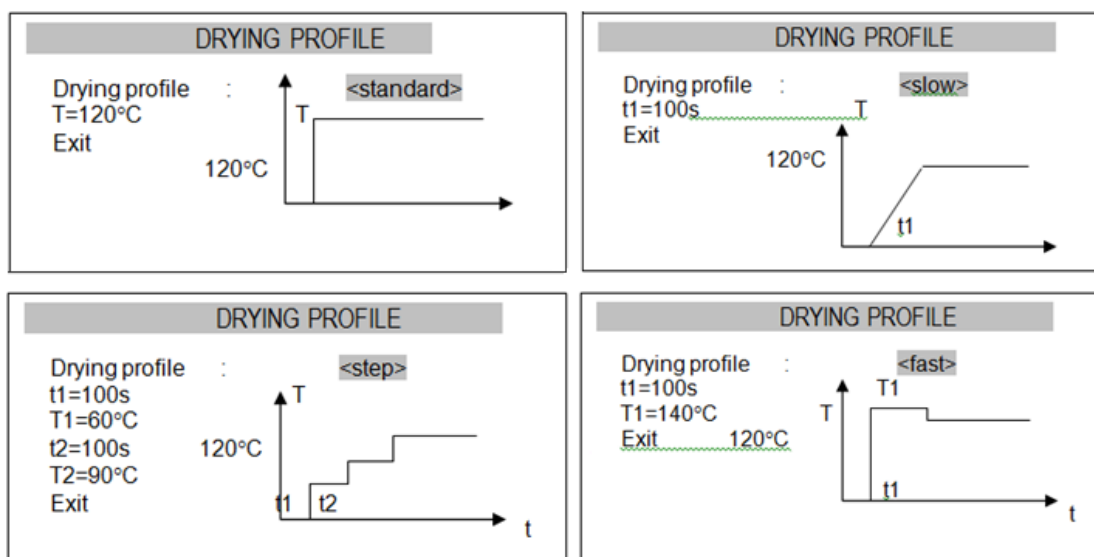 DRYING PROFILE
Drying profile : <standard>
T=120°C T
Exit
120°C
DRYING PROFILE
Drying profile : <slow>
t1=100s T
Exit
120°C
t1
DRYING PROFILE
Drying profile : <step>
t1=100s T
T1=60°C
t2=100s 120°C
T2=90°C
Exit t1 t2
t
DRYING PROFILE
Drying profile : <fast>
t1=100s T1
T1=140°C T
Exit 120°C
t1
t